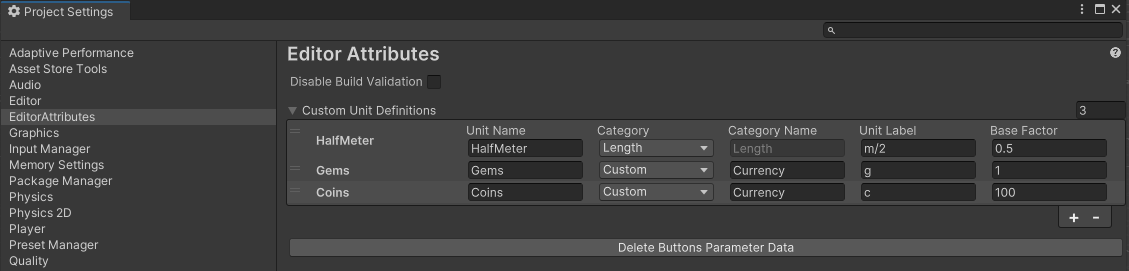 Project Settings
Adaptive Performance
Asset Store Tools
Audio
Editor
EditorAttributes
Graphics
Input Manager
Memory Settings
Package Manager
Physics
Physics 2D
Player
Preset Manager
Quality
Editor Attributes
Disable Build Validation
Custom Unit Definitions 3
Unit Name Category Category Name Unit Label Base Factor
HalfMeter HalfMeter Length Length m/2 0.5
Gems Gems Custom Currency g 1
Coins Coins Custom Currency c 100
+ -
Delete Buttons Parameter Data